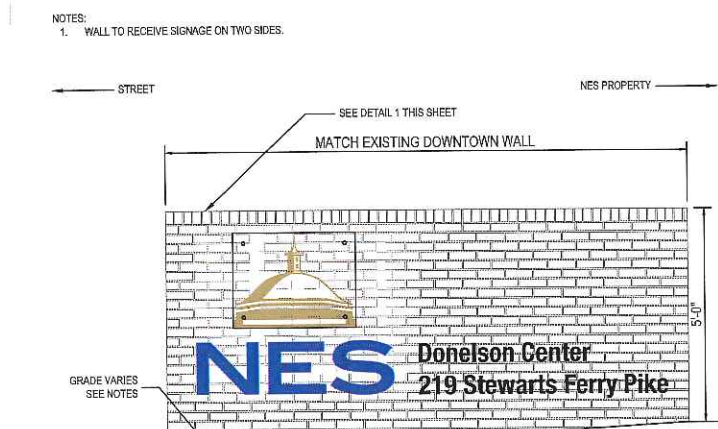 NOTES:
1. WALL TO RECEIVE SIGNAGE ON TWO SIDES.
STREET
NES PROPERTY
SEE DETAIL 1 THIS SHEET
MATCH EXISTING DOWNTOWN WALL
5'-0"
NES
Donelson Center
219 Stewarts Ferry Pike
GRADE VARIES
SEE NOTES